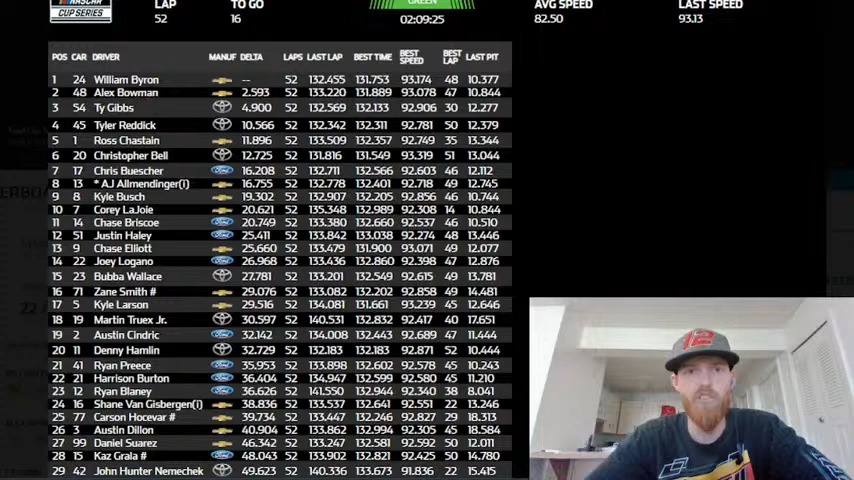 NASCAR
CUP SERIES
LAP
52
TO GO
16
GREEN
02:09:25
AVG SPEED
82.50
LAST SPEED
93.13
POS CAR DRIVER MANUF DELTA LAPS LAST LAP BEST TIME BEST SPEED BEST LAP LAST PIT
1 24 William Byron -- 52 132.455 131.753 93.174 48 10.377
2 48 Alex Bowman 2.593 52 133.220 131.889 93.078 47 10.844
3 54 Ty Gibbs 4.900 52 132.569 132.133 92.906 30 12.277
4 45 Tyler Reddick 10.566 52 132.342 132.311 92.781 50 12.379
5 1 Ross Chastain 11.896 52 133.509 132.357 92.749 35 13.344
6 20 Christopher Bell 12.725 52 131.816 131.549 93.319 51 13.044
7 17 Chris Buescher 16.208 52 132.711 132.566 92.603 46 12.112
8 13 * AJ Allmendinger(i) 16.755 52 132.778 132.401 92.718 49 12.745
9 8 Kyle Busch 19.302 52 132.907 132.205 92.856 46 10.744
10 7 Corey LaJoie 20.621 52 135.348 132.989 92.308 14 10.844
11 14 Chase Briscoe 20.749 52 133.380 132.660 92.537 46 10.510
12 51 Justin Haley 25.411 52 133.842 133.038 92.274 48 13.446
13 9 Chase Elliott 25.660 52 133.479 131.900 93.071 49 12.077
14 22 Joey Logano 26.968 52 133.436 132.860 92.398 47 12.876
15 23 Bubba Wallace 27.781 52 133.201 132.549 92.615 49 13.781
16 71 Zane Smith # 29.076 52 133.082 132.202 92.858 49 14.481
17 5 Kyle Larson 29.516 52 134.081 131.661 93.239 45 12.646
18 19 Martin Truex Jr. 30.597 52 140.531 132.832 92.417 40 17.651
19 2 Austin Cindric 32.142 52 134.008 132.443 92.689 47 11.444
20 11 Denny Hamlin 32.729 52 132.183 132.183 92.871 52 10.444
21 41 Ryan Preece 35.953 52 133.898 132.602 92.578 45 10.243
22 21 Harrison Burton 36.404 52 134.947 132.599 92.580 45 11.210
23 12 Ryan Blaney 36.626 52 141.550 132.944 92.340 38 8.041
24 16 Shane Van Gisbergen(i) 38.836 52 133.537 132.641 92.551 22 13.246
25 77 Carson Hocevar # 39.734 52 133.447 132.246 92.827 29 18.313
26 3 Austin Dillon 40.904 52 133.862 132.994 92.305 45 18.584
27 99 Daniel Suarez 46.342 52 133.247 132.581 92.592 50 12.011
28 15 Kaz Grala # 48.043 52 133.902 132.821 92.425 50 14.780
29 42 John Hunter Nemechek 49.623 52 140.336 133.673 91.836 22 15.415
12